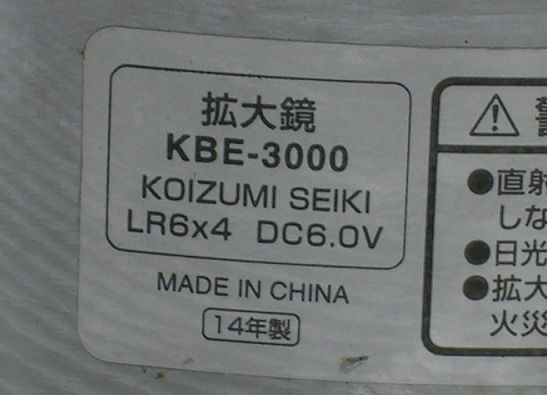 拡大鏡
KBE-3000
KOIZUMI SEIKI
LR6x4 DC6.0V
MADE IN CHINA
14年製
●直射
しな
●日光
●拡大
火災